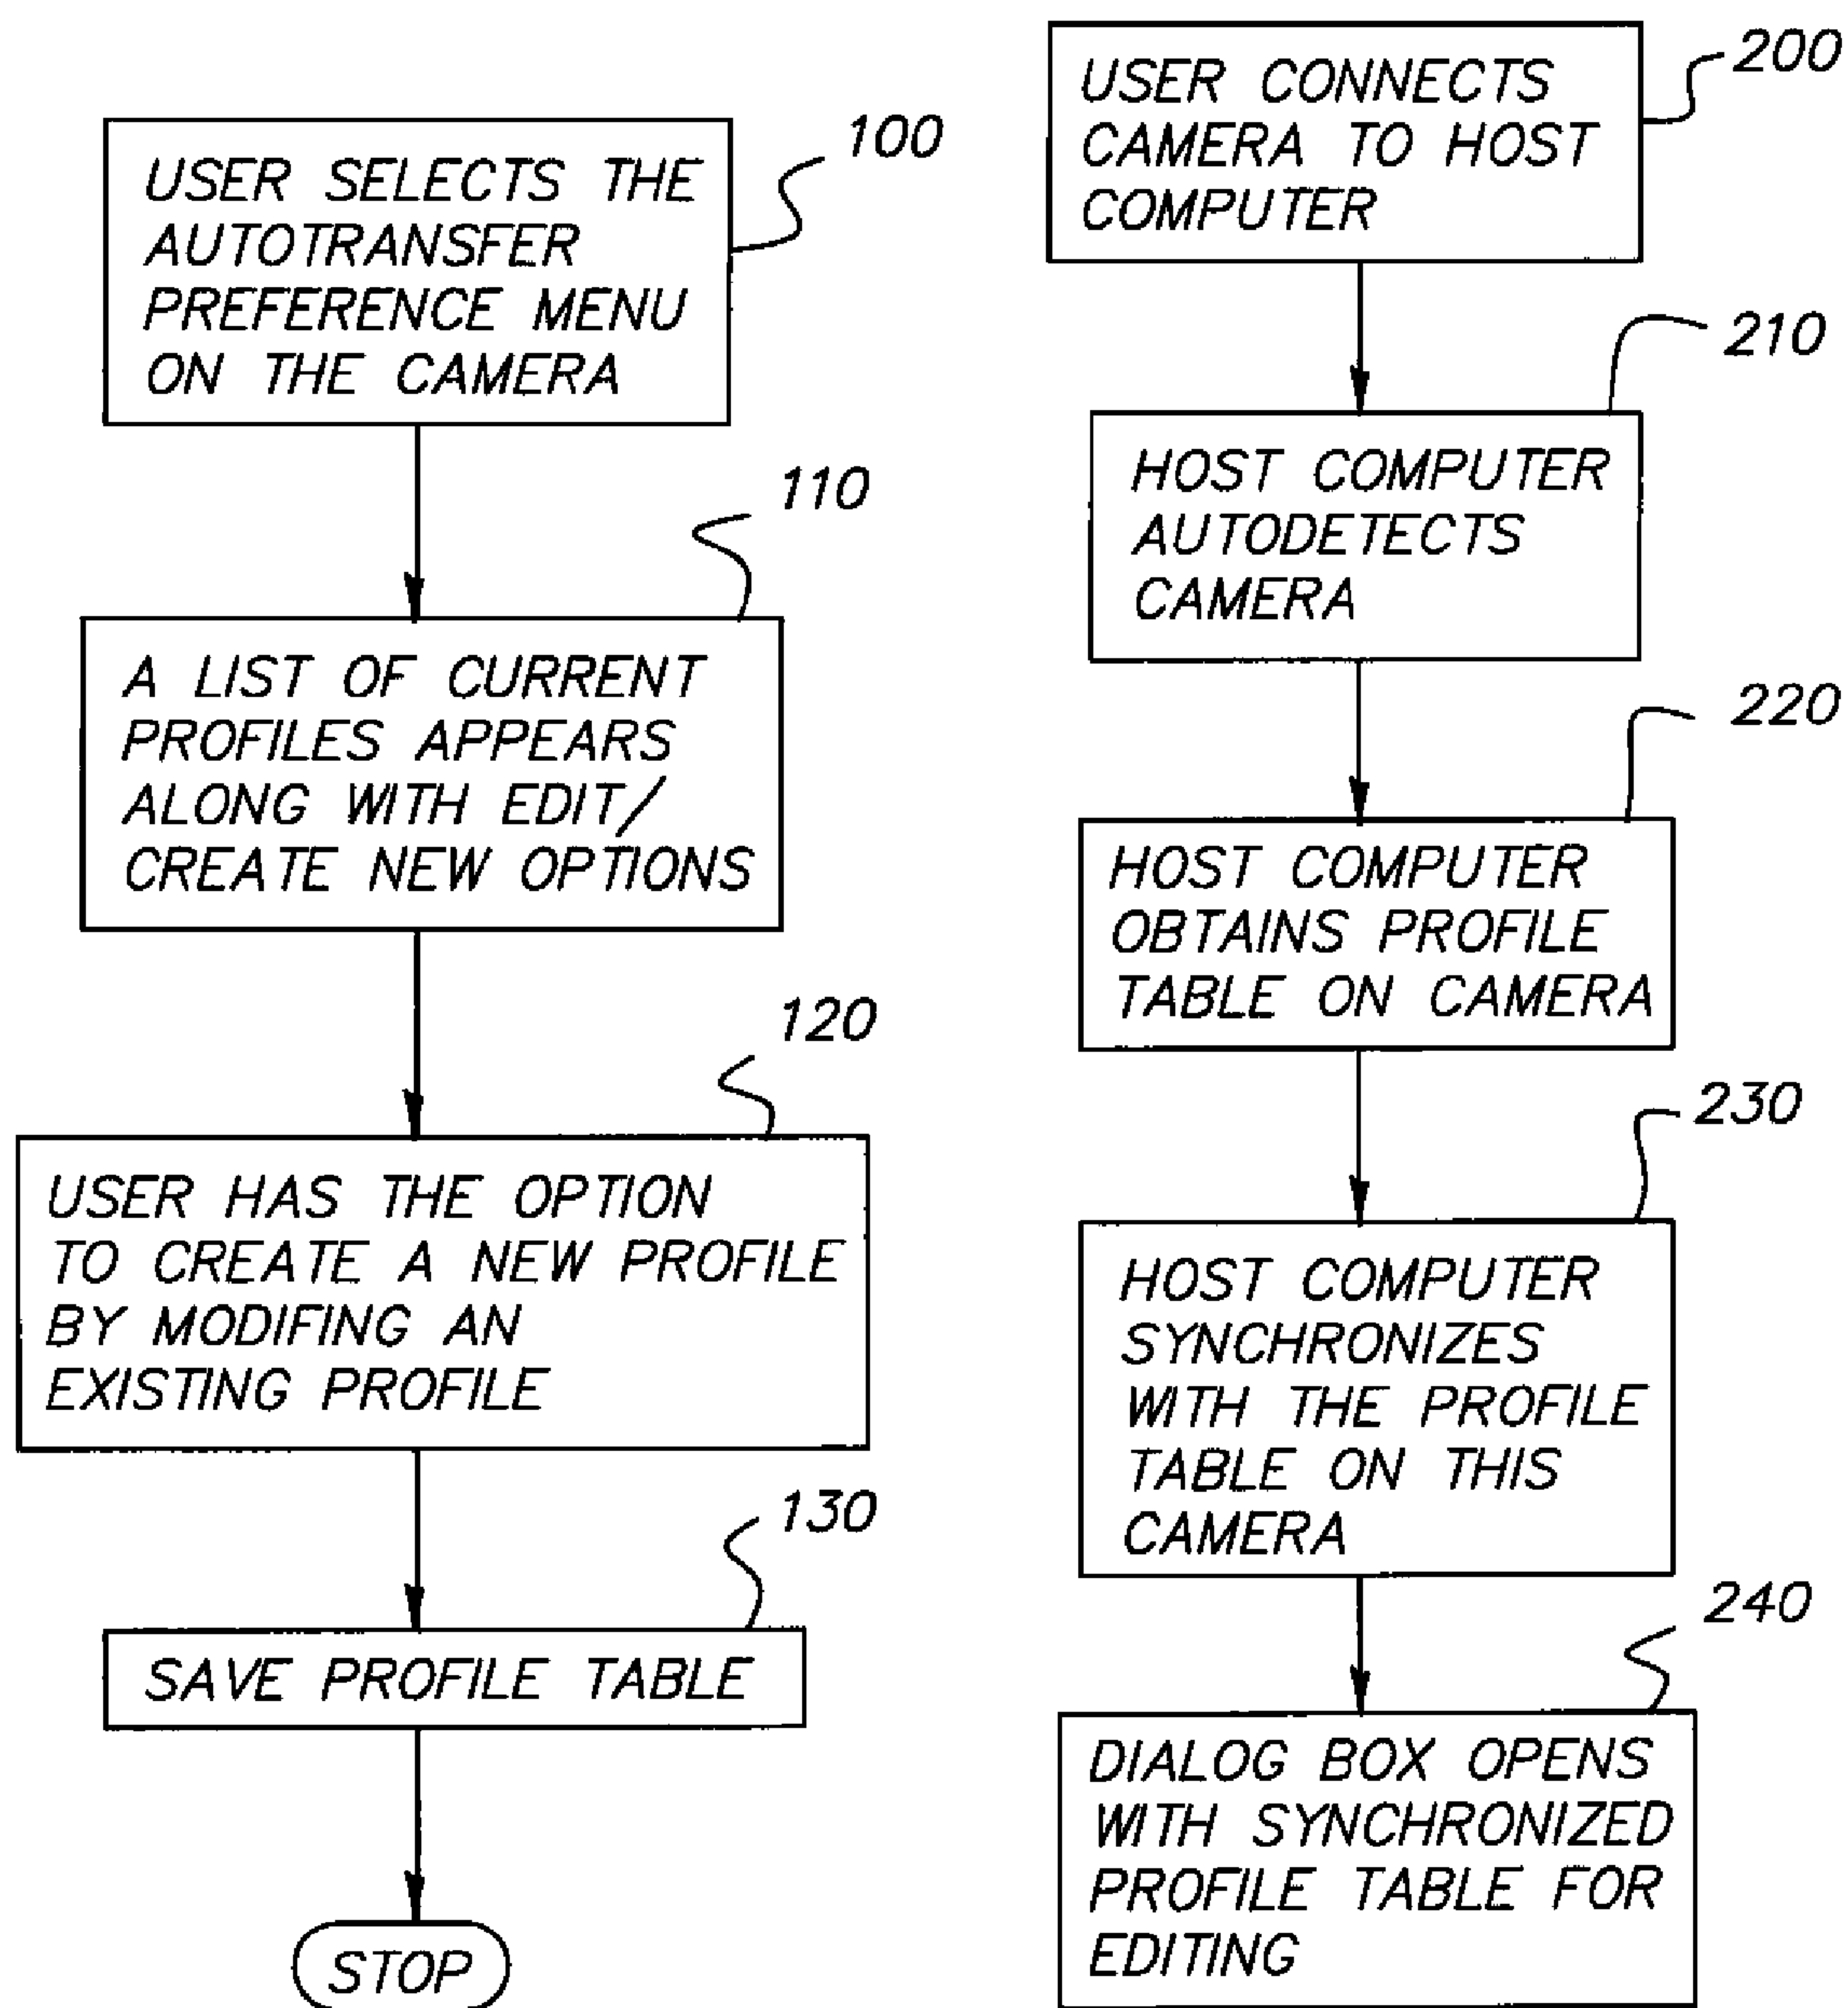 100
USER SELECTS THE
AUTOTRANSFER
PREFERENCE MENU
ON THE CAMERA
110
A LIST OF CURRENT
PROFILES APPEARS
ALONG WITH EDIT/
CREATE NEW OPTIONS
120
USER HAS THE OPTION
TO CREATE A NEW PROFILE
BY MODIFING AN
EXISTING PROFILE
130
SAVE PROFILE TABLE
STOP
200
USER CONNECTS
CAMERA TO HOST
COMPUTER
210
HOST COMPUTER
AUTODETECTS
CAMERA
220
HOST COMPUTER
OBTAINS PROFILE
TABLE ON CAMERA
230
HOST COMPUTER
SYNCHRONIZES
WITH THE PROFILE
TABLE ON THIS
CAMERA
240
DIALOG BOX OPENS
WITH SYNCHRONIZED
PROFILE TABLE FOR
EDITING